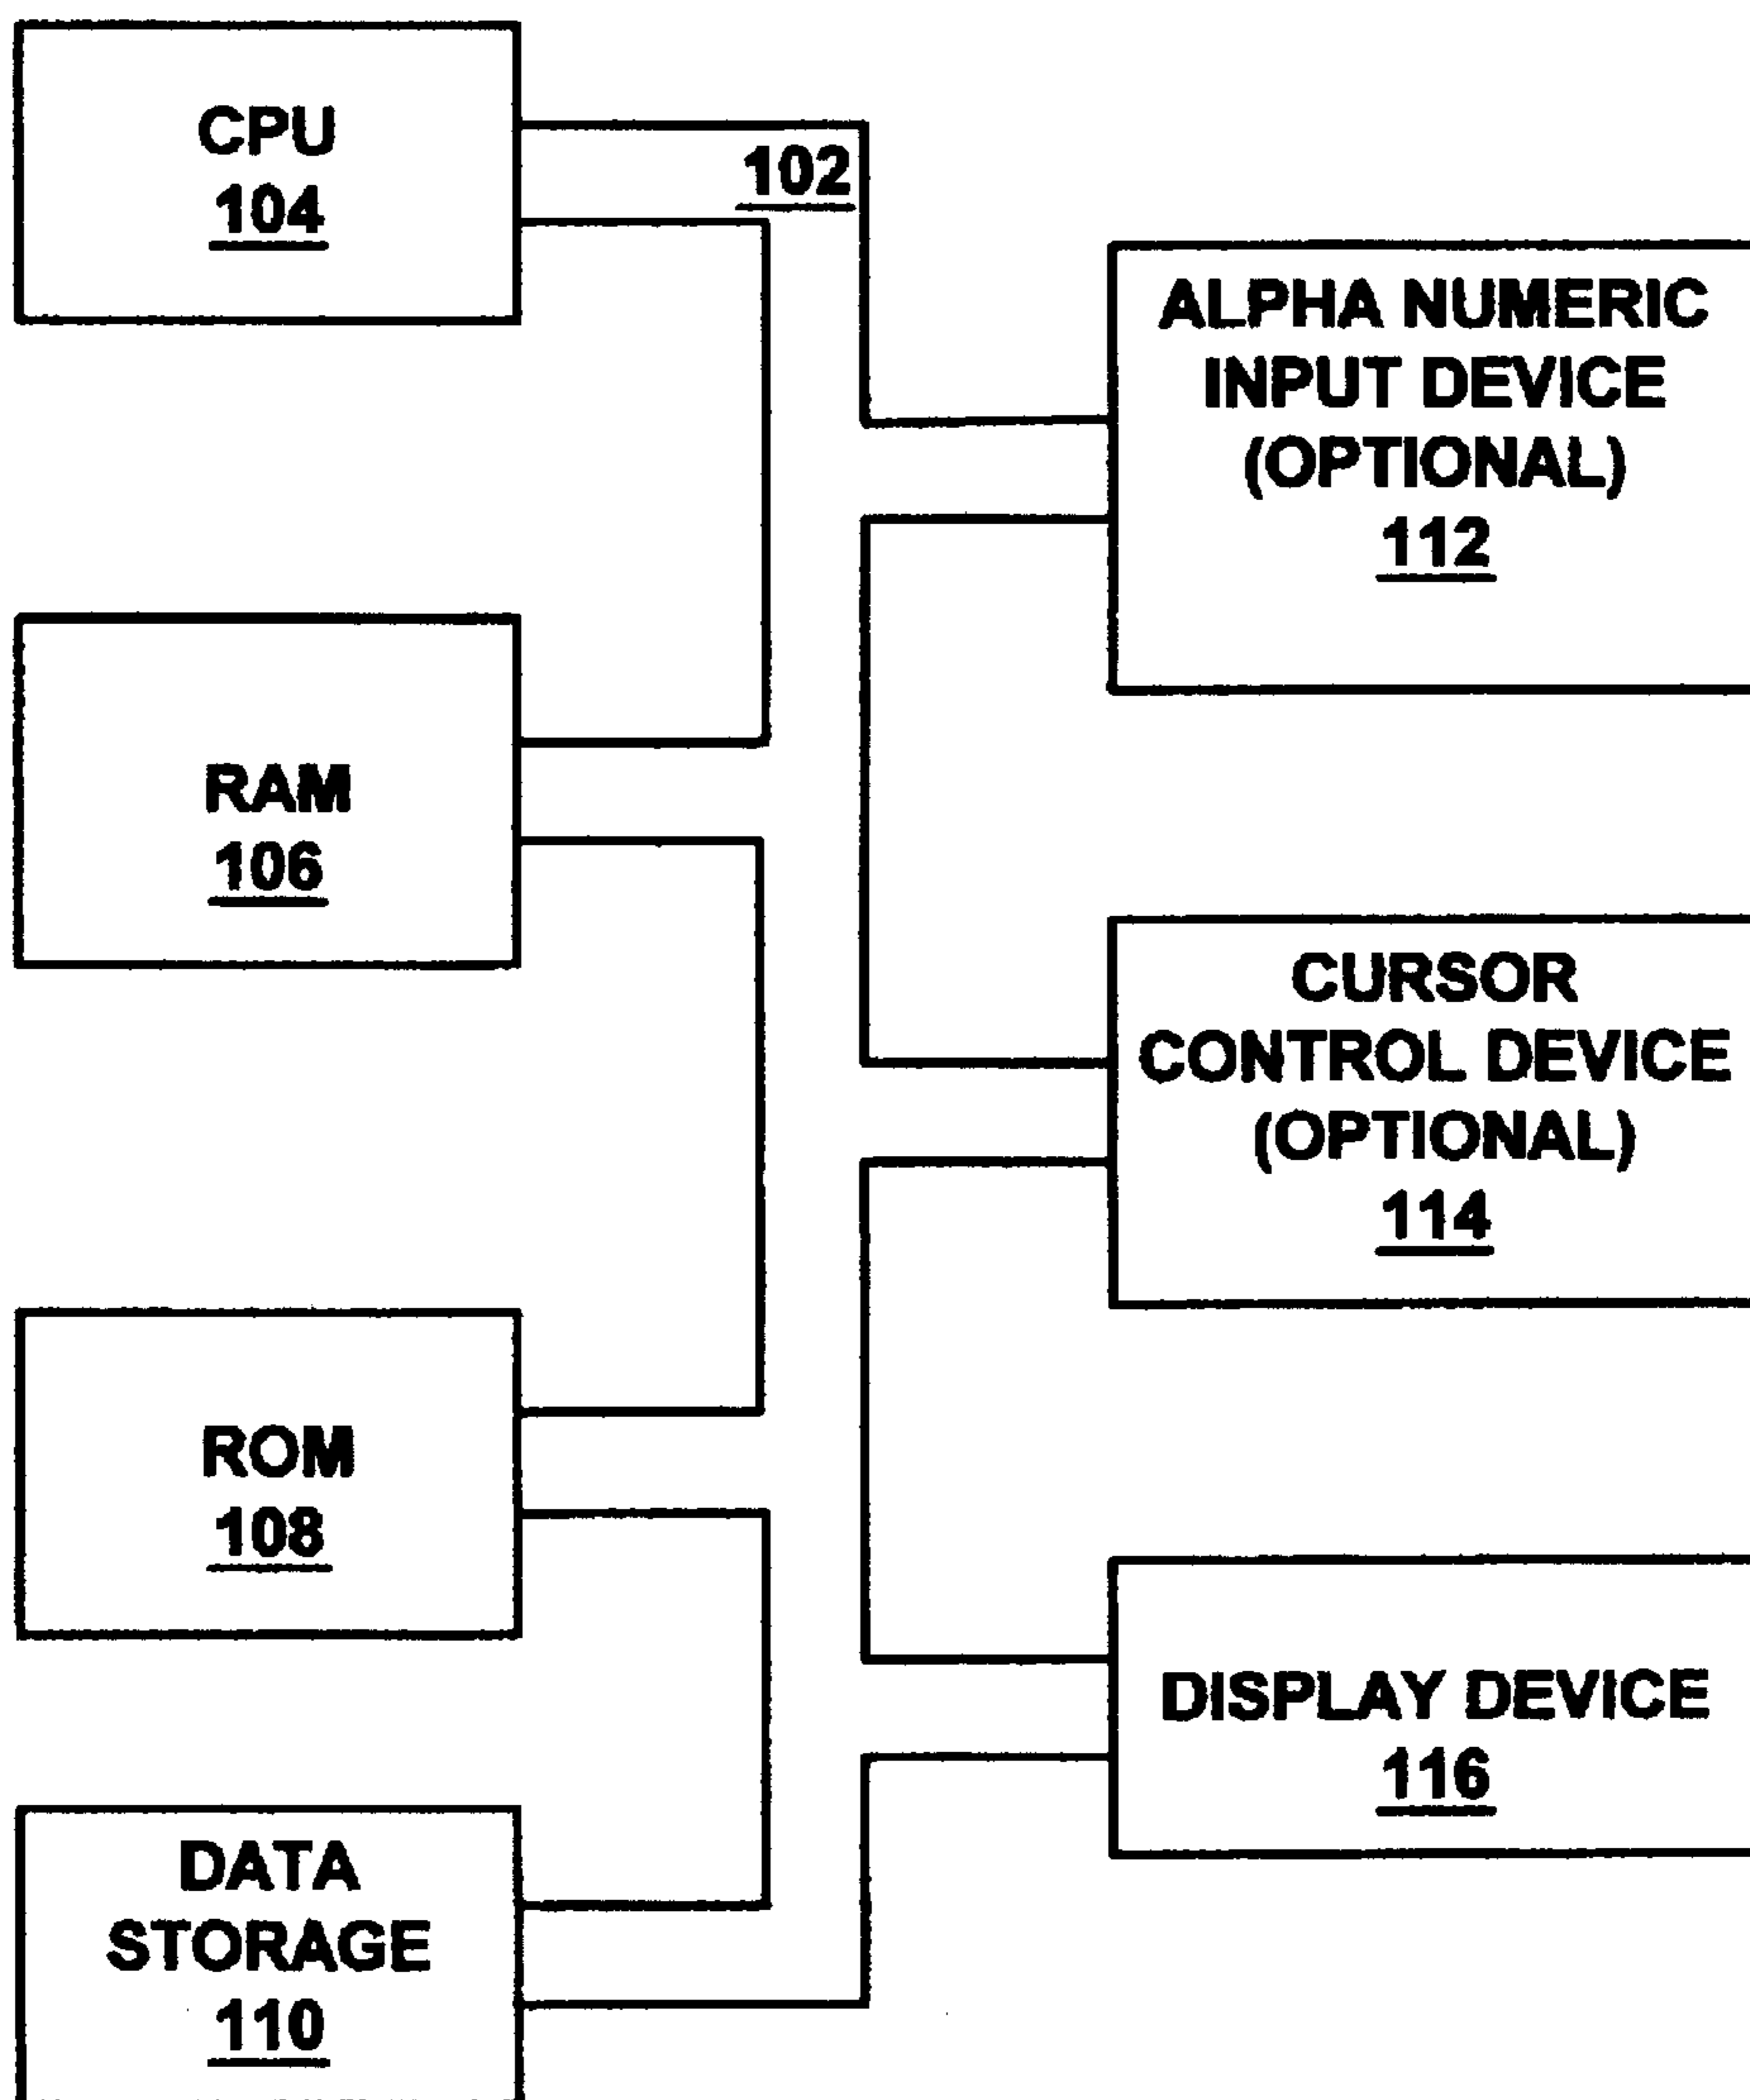 CPU
104
102
ALPHA NUMERIC
INPUT DEVICE
(OPTIONAL)
112
RAM
106
CURSOR
CONTROL DEVICE
(OPTIONAL)
114
ROM
108
DISPLAY DEVICE
116
DATA
STORAGE
110